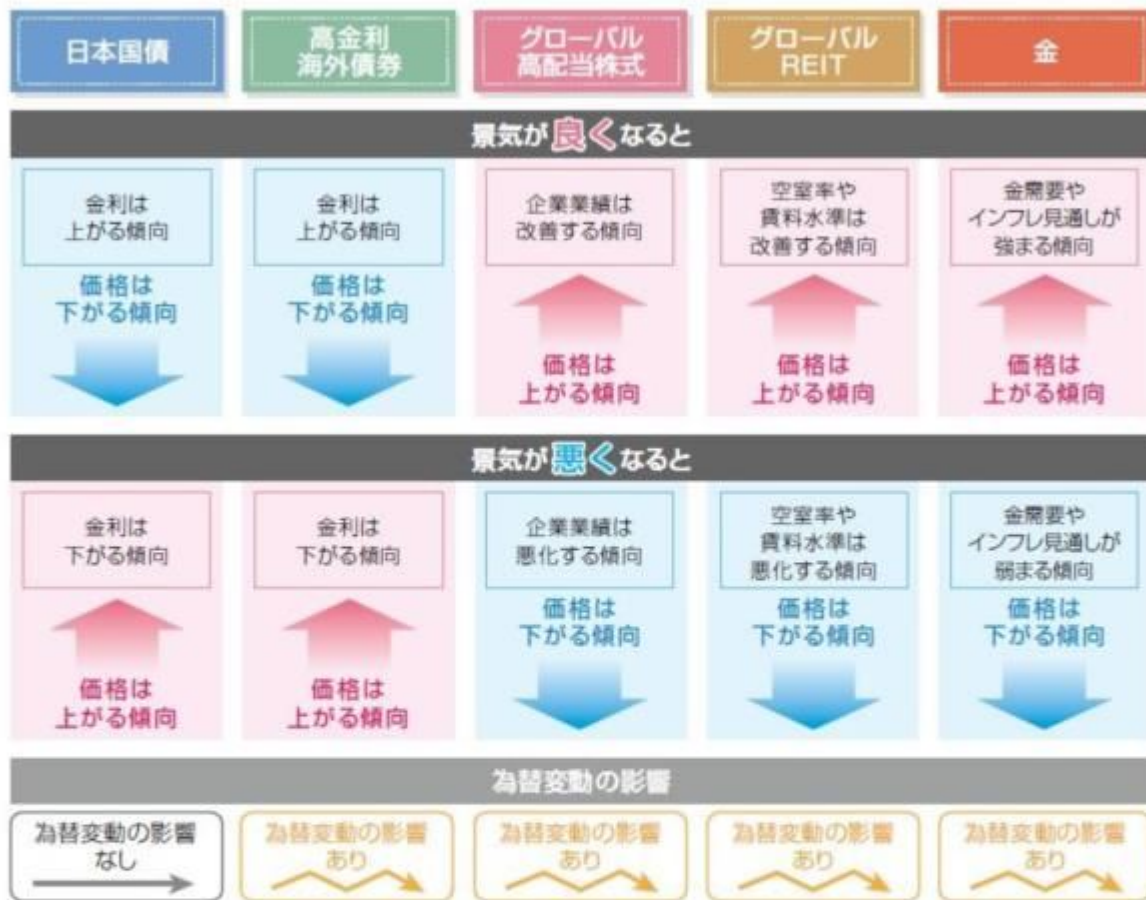 日本国債
高金利
海外債券
グローバル
高配当株式
グローバル
REIT
金
景気が良くなると
金利は
上がる傾向
価格は
下がる傾向
金利は
上がる傾向
価格は
下がる傾向
企業業績は
改善する傾向
価格は
上がる傾向
空室率や
賃料水準は
改善する傾向
価格は
上がる傾向
金需要や
インフレ見通しが
強まる傾向
価格は
上がる傾向
景気が悪くなると
金利は
下がる傾向
価格は
上がる傾向
金利は
下がる傾向
価格は
上がる傾向
企業業績は
悪化する傾向
価格は
下がる傾向
空室率や
賃料水準は
悪化する傾向
価格は
下がる傾向
金需要や
インフレ見通しが
弱まる傾向
価格は
下がる傾向
為替変動の影響
為替変動の影響
なし
為替変動の影響
あり
為替変動の影響
あり
為替変動の影響
あり
為替変動の影響
あり